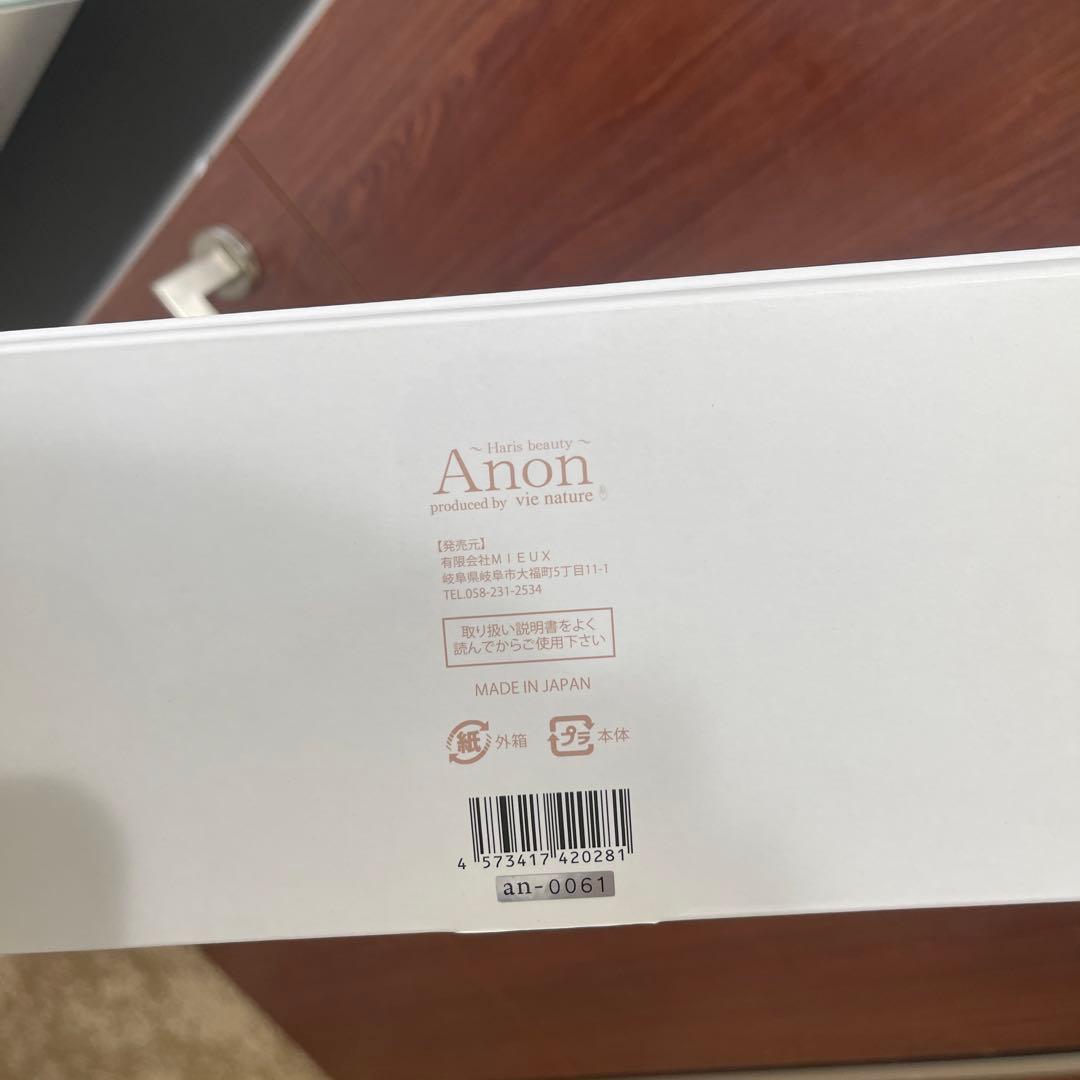 ~ Haris beauty ~
Anon
produced by vie nature
【発売元】
有限会社MIEUX
岐阜県岐阜市大福町5丁目11-1
TEL.058-231-2534
取り扱い説明書をよく
読んでからご使用下さい
MADE IN JAPAN
紙 外箱 プラ 本体
4 573417 420281
an-0061